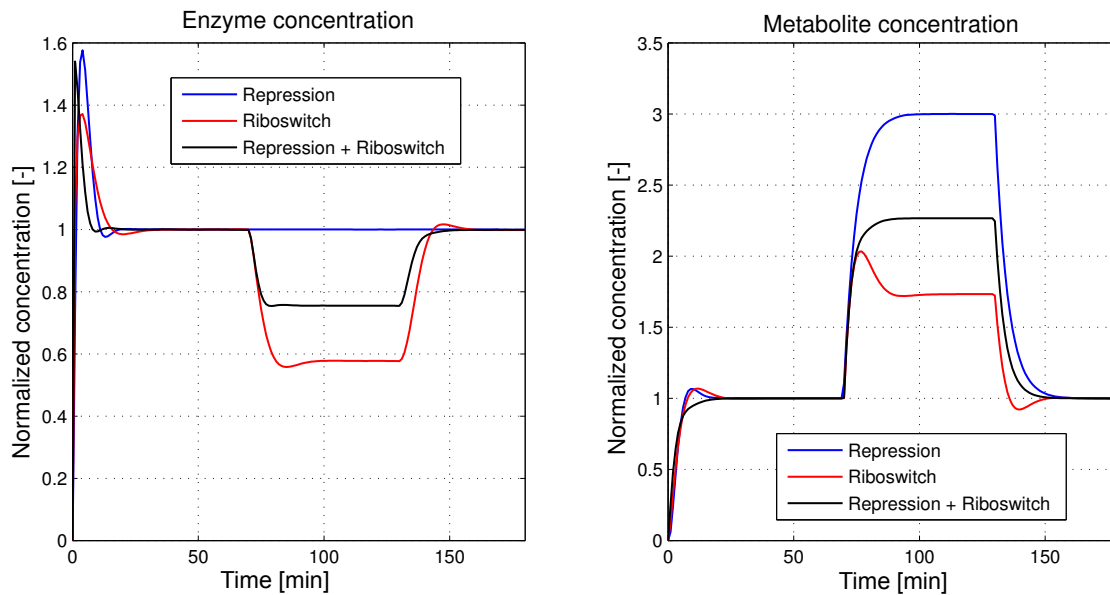 Enzyme concentration
Normalized concentration [-]
1.6
1.4
1.2
1
0.8
0.6
0.4
0.2
0
Repression
Riboswitch
Repression + Riboswitch
0
50
100
150
Time [min]
Metabolite concentration
Normalized concentration [-]
3.5
3
2.5
2
1.5
1
0.5
0
Repression
Riboswitch
Repression + Riboswitch
0
50
100
150
Time [min]